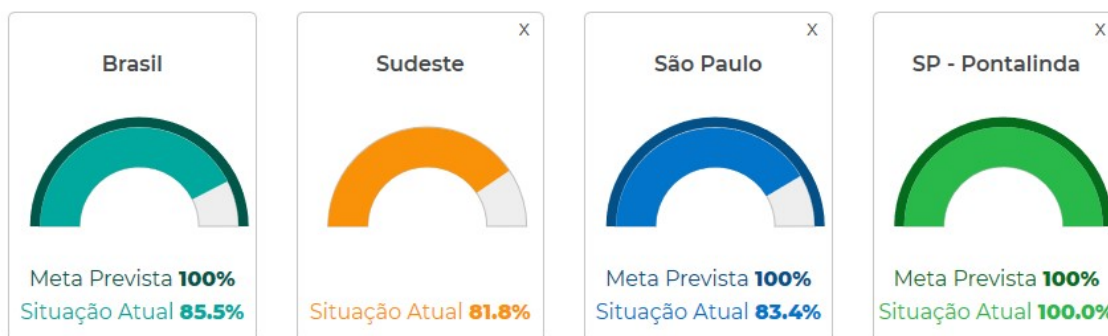 Brasil
Meta Prevista 100%
Situação Atual 85.5%
X
Sudeste
Situação Atual 81.8%
X
São Paulo
Meta Prevista 100%
Situação Atual 83.4%
X
SP - Pontalinda
Meta Prevista 100%
Situação Atual 100.0%